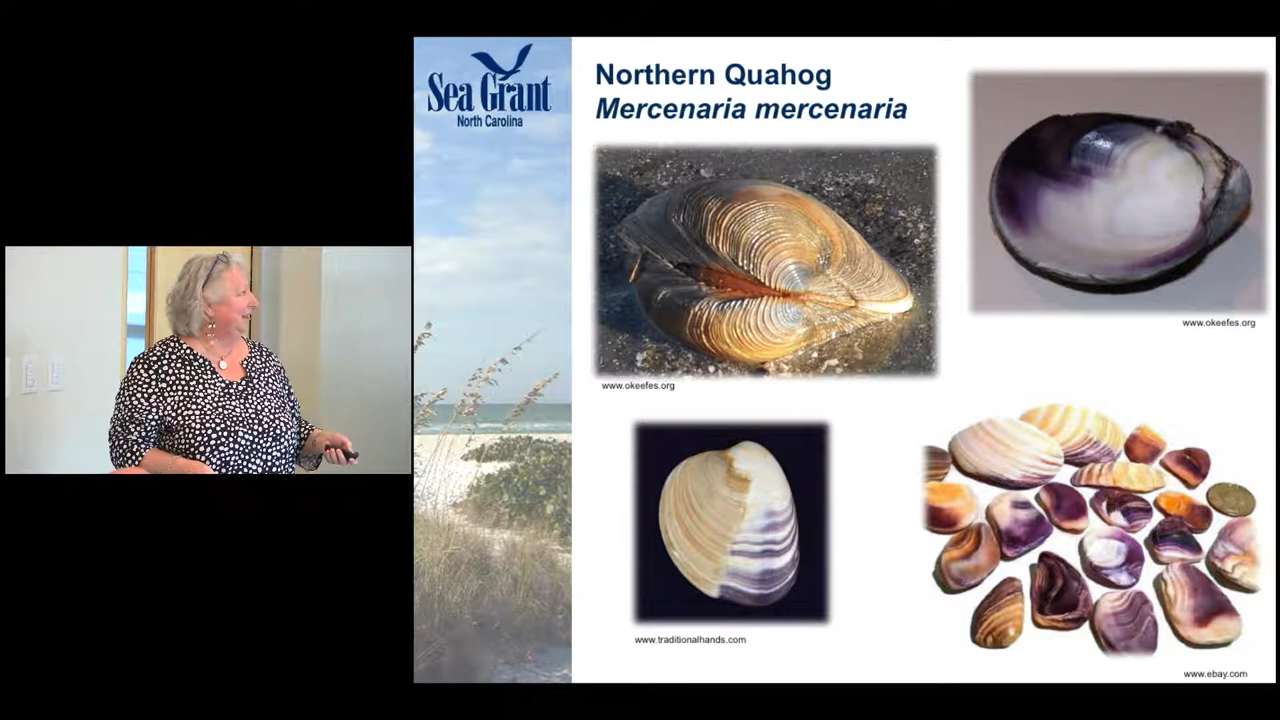 Sea Grant
North Carolina
Northern Quahog
Mercenaria mercenaria
www.okeefes.org
www.okeefes.org
www.traditionalhands.com
www.ebay.com